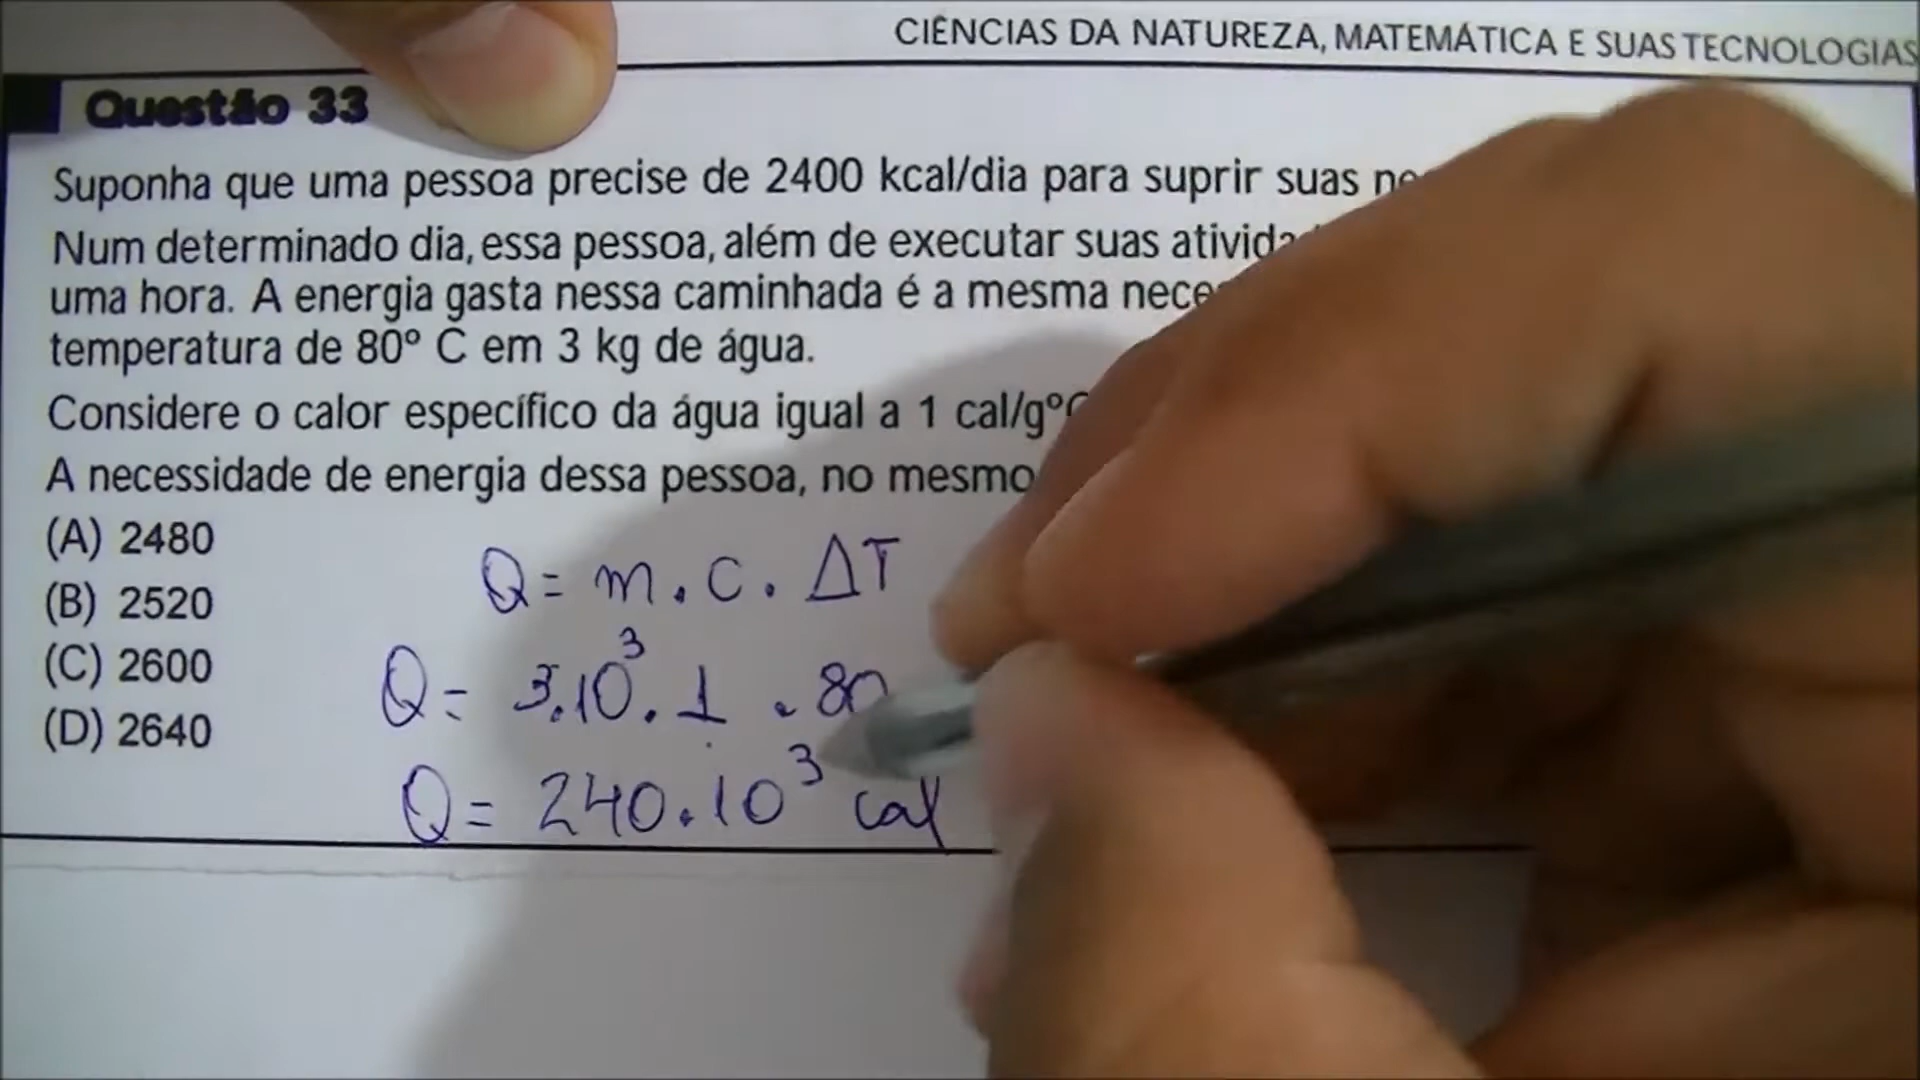 CIÊNCIAS DA NATUREZA, MATEMÁTICA E SUAS TECNOLOGIAS
Questão 33
Suponha que uma pessoa precise de 2400 kcal/dia para suprir suas
Num determinado dia, essa pessoa, além de executar suas
uma hora. A energia gasta nessa caminhada é a mesma
temperatura de 80º C em 3 kg de água.
Considere o calor específico da água igual a 1 cal/gºC
A necessidade de energia dessa pessoa, no mesmo
(A) 2480
(B) 2520
(C) 2600
(D) 2640
Q = m . C . ΔT
Q = 3.10³ . 1 . 80
Q = 240.10³ cal